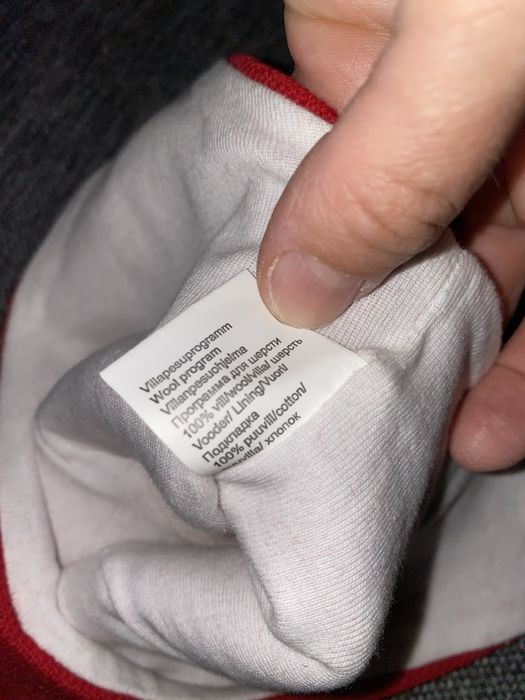 Villapesuprogramm
Wool program
Villanpesuohjelma
Программа для шерсти
100% vill/wool/villa/ шерсть
Vooder/ Lining/Vuori/
Подкладка
100% puuvill/cotton/
хлопок